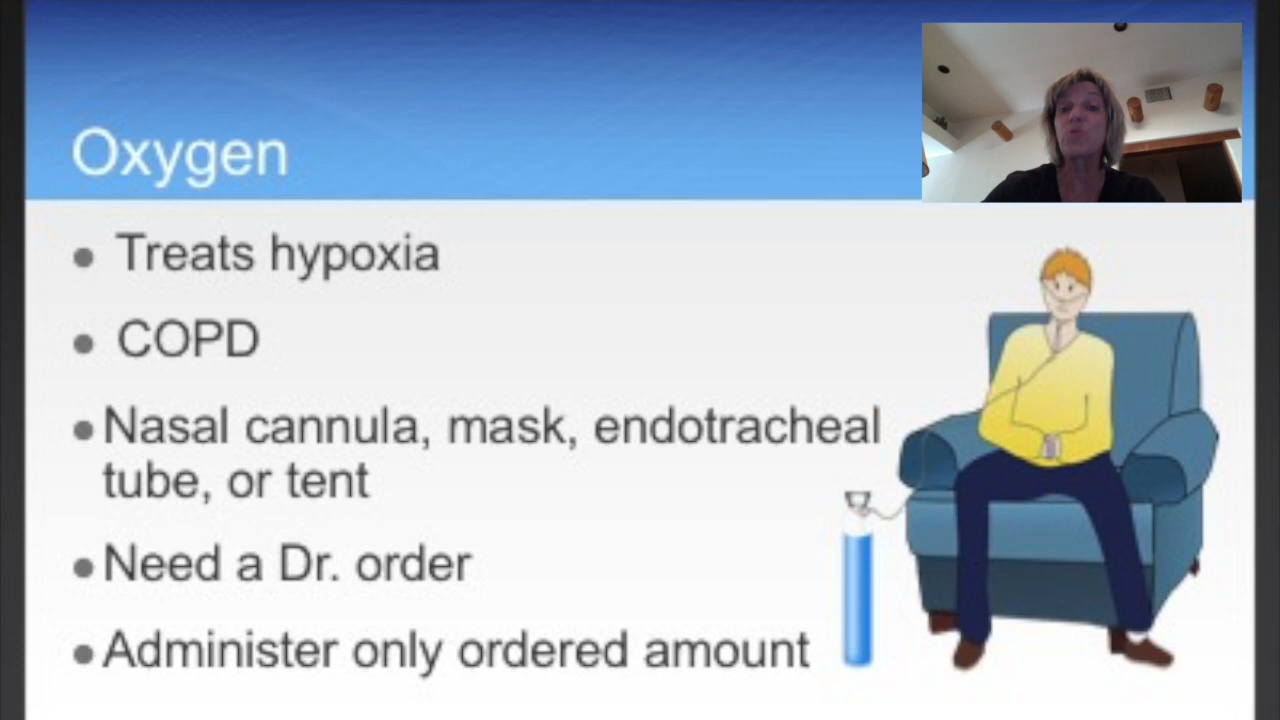 Oxygen
Treats hypoxia
COPD
Nasal cannula, mask, endotracheal
tube, or tent
Need a Dr. order
Administer only ordered amount